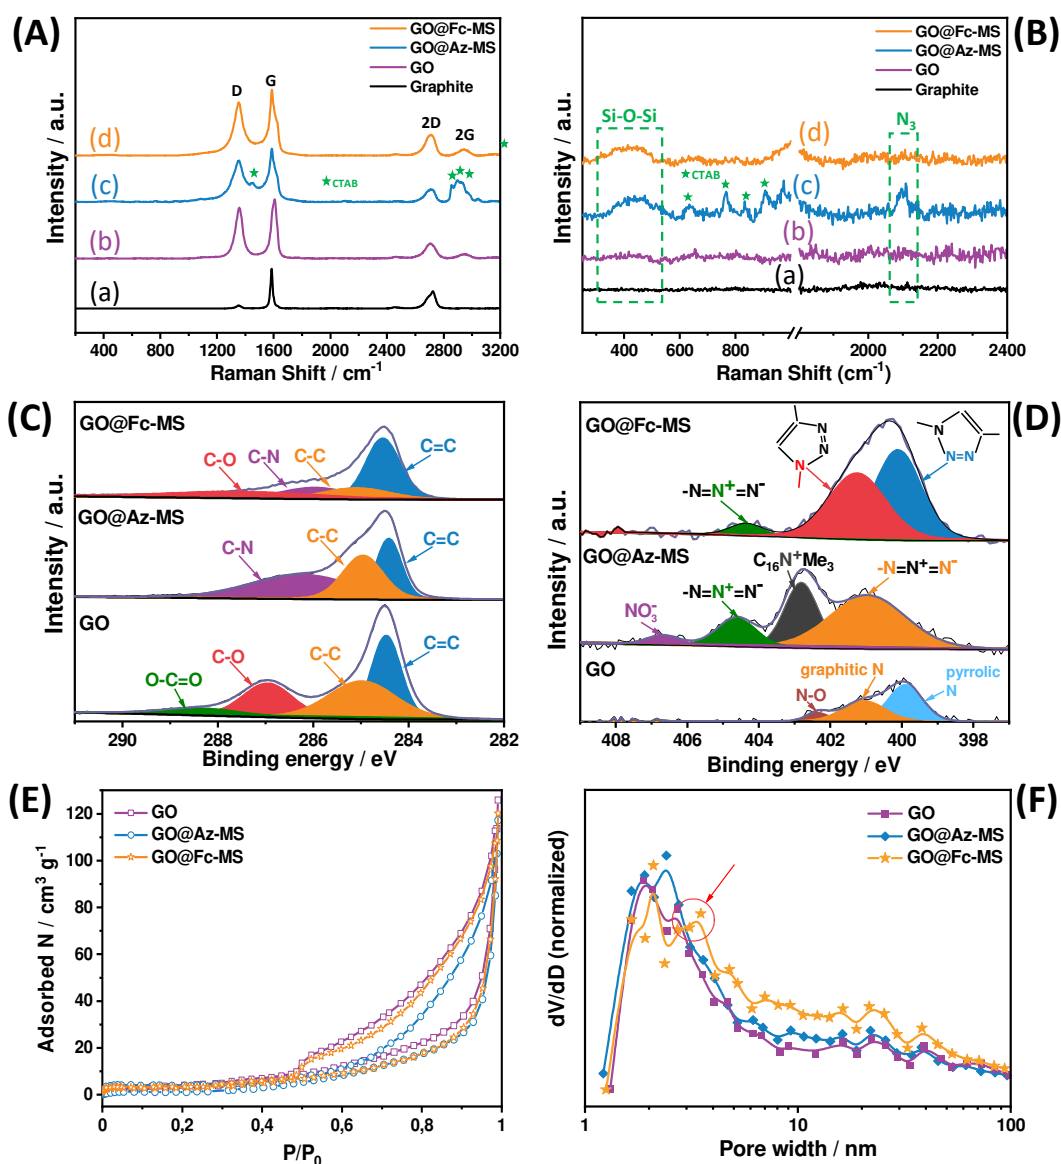 (A)
GO@Fc-MS
GO@Az-MS
GO
Graphite
D
G
2D
2G
(d)
(c)
(b)
(a)
★CTAB
Intensity / a.u.
200 800 1400 1600 2000 2600 3200
Raman Shift / cm-1
(B)
GO@Fc-MS
GO@Az-MS
GO
Graphite
Si-O-Si
N3
(d)
★CTAB
(c)
(b)
(a)
Intensity / a.u.
400 600 800 2000 2200 2400
Raman Shift (cm-1)
(C)
GO@Fc-MS
C-O
C-N
C-C
C=C
GO@Az-MS
C-N
C-C
C=C
GO
O-C=O
C-O
C-C
C=C
Intensity / a.u.
290 288 286 284 282
Binding energy / eV
(D)
GO@Fc-MS
N
N
N
N
N=N
-N=N+=N-
GO@Az-MS
C16N+Me3
-N=N+=N-
-N=N+=N-
NO3-
GO
graphitic N
pyrrolic
N
N-O
Intensity / a.u.
408 406 404 402 400 398
Binding energy / eV
(E)
GO
GO@Az-MS
GO@Fc-MS
Adsorbed N / cm3 g-1
120
100
80
60
40
20
0
0 0,2 0,4 0,6 0,8 1
P/P0
(F)
GO
GO@Az-MS
GO@Fc-MS
dV/dD (normalized)
1 10 100
Pore width / nm